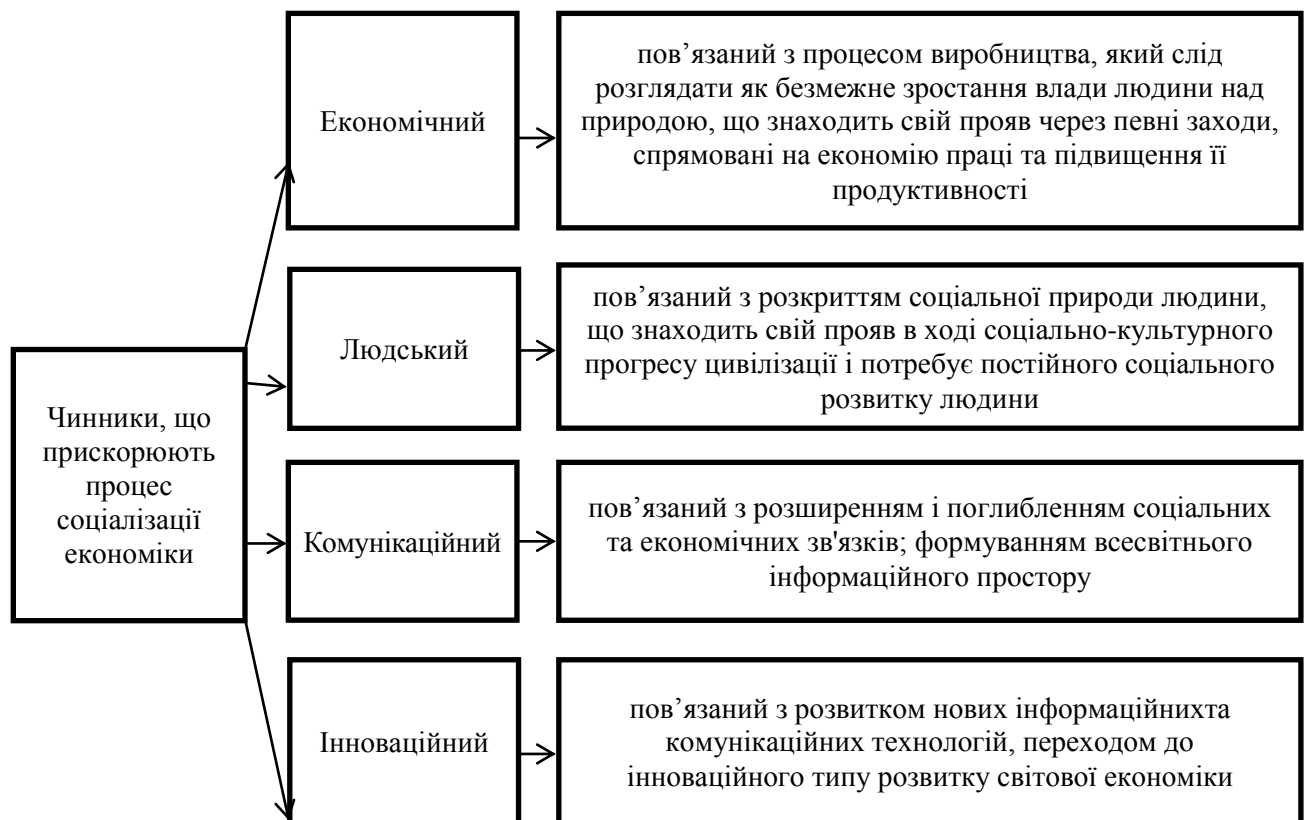 Чинники, що
прискорюють
процес
соціалізації
економіки
Економічний
пов’язаний з процесом виробництва, який слід
розглядати як безмежне зростання влади людини над
природою, що знаходить свій прояв через певні заходи,
спрямовані на економію праці та підвищення її
продуктивності
Людський
пов’язаний з розкриттям соціальної природи людини,
що знаходить свій прояв в ході соціально-культурного
прогресу цивілізації і потребує постійного соціального
розвитку людини
Комунікаційний
пов’язаний з розширенням і поглибленням соціальних
та економічних зв'язків; формуванням всесвітнього
інформаційного простору
Інноваційний
пов’язаний з розвитком нових інформаційнихта
комунікаційних технологій, переходом до
інноваційного типу розвитку світової економіки